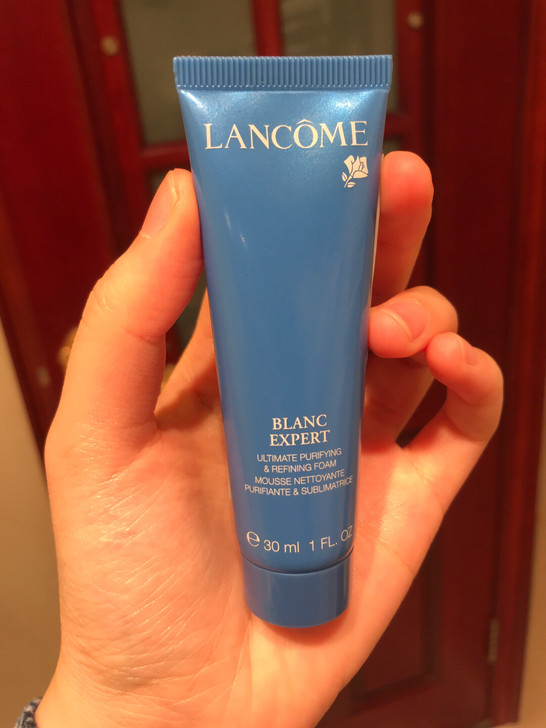 LANCÔME
BLANC
EXPERT
ULTIMATE PURIFYING
& REFINING FOAM
MOUSSE NETTOYANTE
PURIFIANTE & SUBLIMATRICE
℮ 30 ml 1 FL. OZ